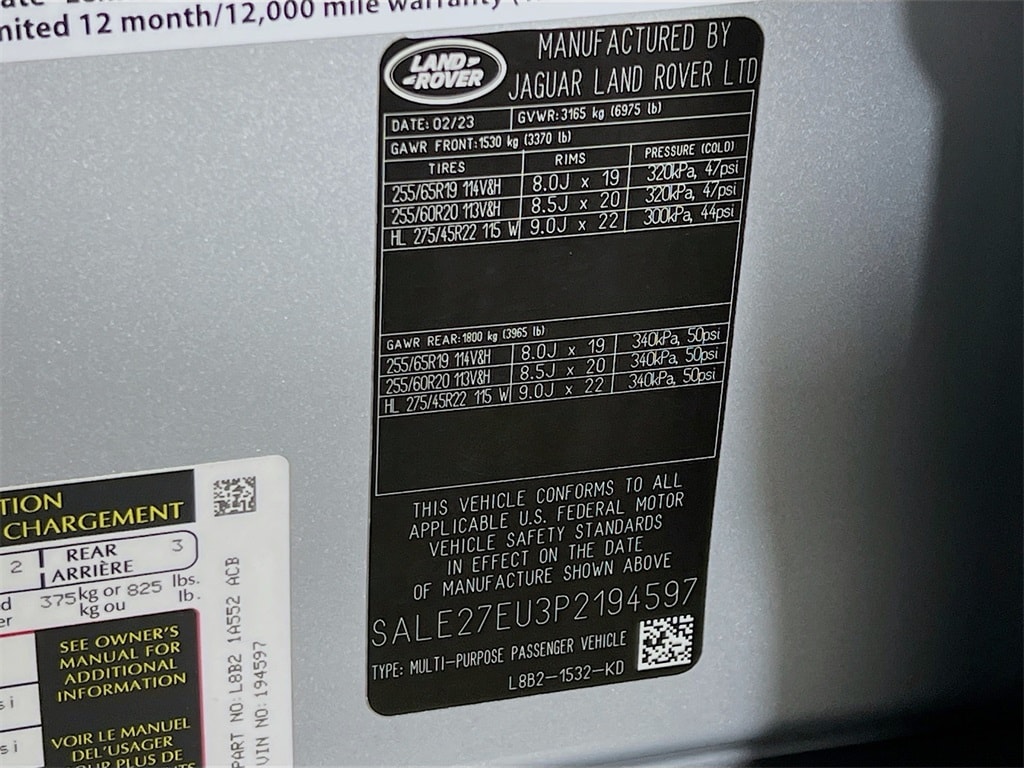 nited 12 month/12,000 mile warranty
LAND
ROVER
MANUFACTURED BY
JAGUAR LAND ROVER LTD
DATE: 02/23 GVWR: 3165 kg (6975 lb)
GAWR FRONT: 1530 kg (3370 lb)
TIRES RIMS PRESSURE (COLD)
255/65R19 114V&H 8.0J x 19 320kPa, 47psi
255/60R20 113V&H 8.5J x 20 320kPa, 47psi
HL 275/45R22 115 W 9.0J x 22 300kPa, 44psi
GAWR REAR: 1800 kg (3965 lb)
255/65R19 114V&H 8.0J x 19 340kPa, 50psi
255/60R20 113V&H 8.5J x 20 340kPa, 50psi
HL 275/45R22 115 W 9.0J x 22 340kPa, 50psi
THIS VEHICLE CONFORMS TO ALL
APPLICABLE U.S. FEDERAL MOTOR
VEHICLE SAFETY STANDARDS
IN EFFECT ON THE DATE
OF MANUFACTURE SHOWN ABOVE
SALE27EU3P2194597
TYPE: MULTI-PURPOSE PASSENGER VEHICLE
L8B2-1532-KD
TION
CHARGEMENT
2 REAR 3
ARRIÈRE
375 kg or 825 lbs.
kg ou lb.
SEE OWNER'S
MANUAL FOR
ADDITIONAL
INFORMATION
VOIR LE MANUEL
DEL'USAGER
POUR PLUS DE
PART NO: L8B2 1A552 ACB
VIN NO: 194597